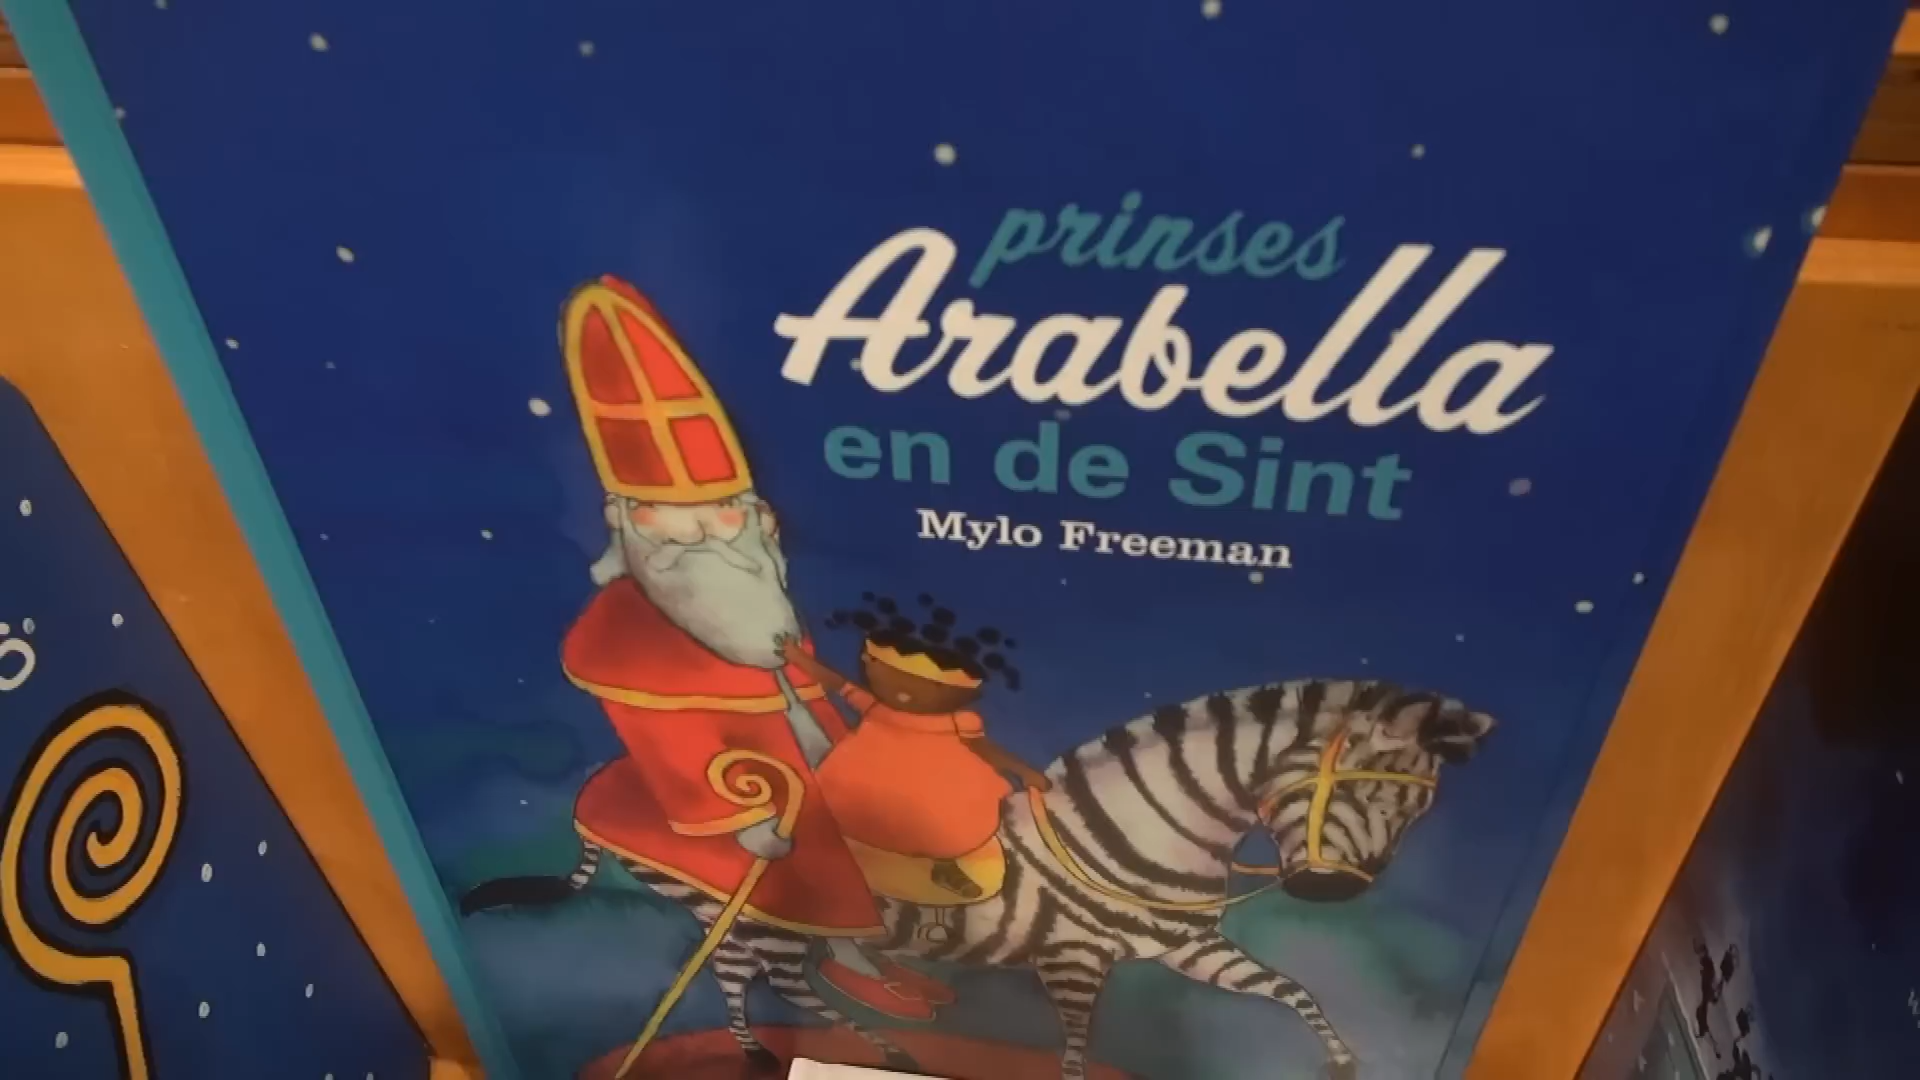 prinses
Arabella
en de Sint
Mylo Freeman